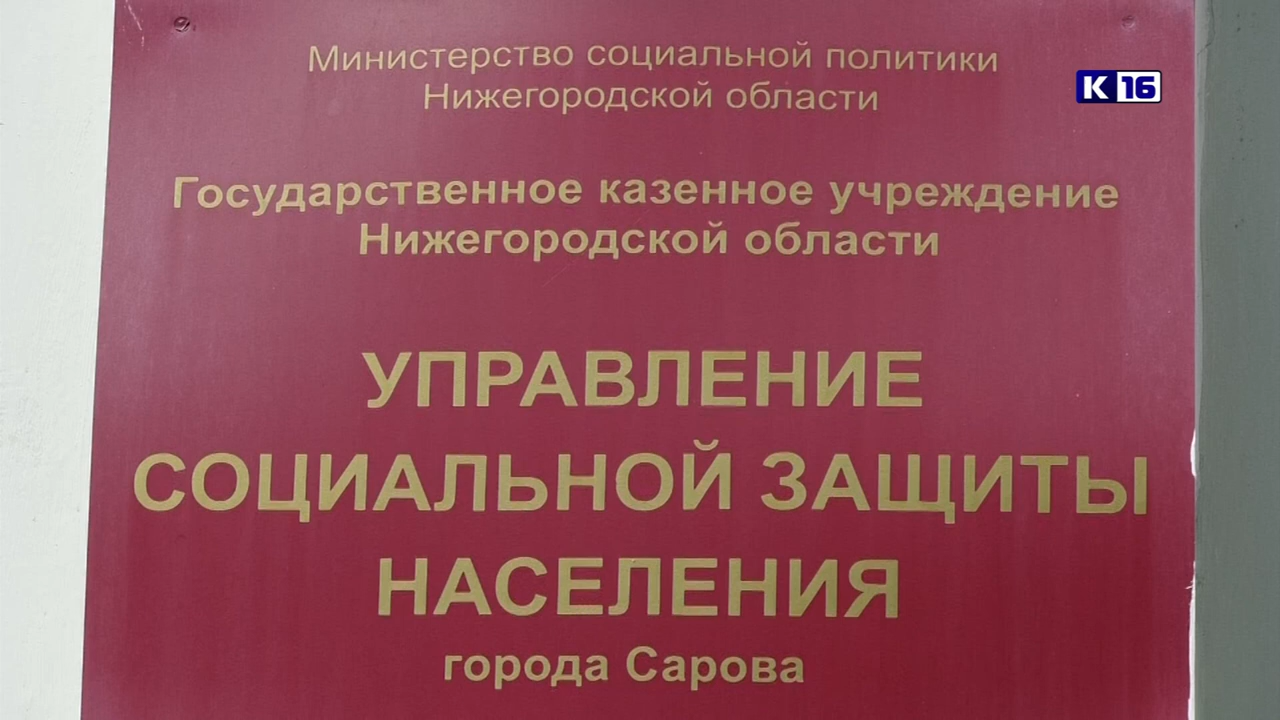 Министерство социальной политики
Нижегородской области
К 16
Государственное казенное учреждение
Нижегородской области
УПРАВЛЕНИЕ
СОЦИАЛЬНОЙ ЗАЩИТЫ
НАСЕЛЕНИЯ
города Сарова